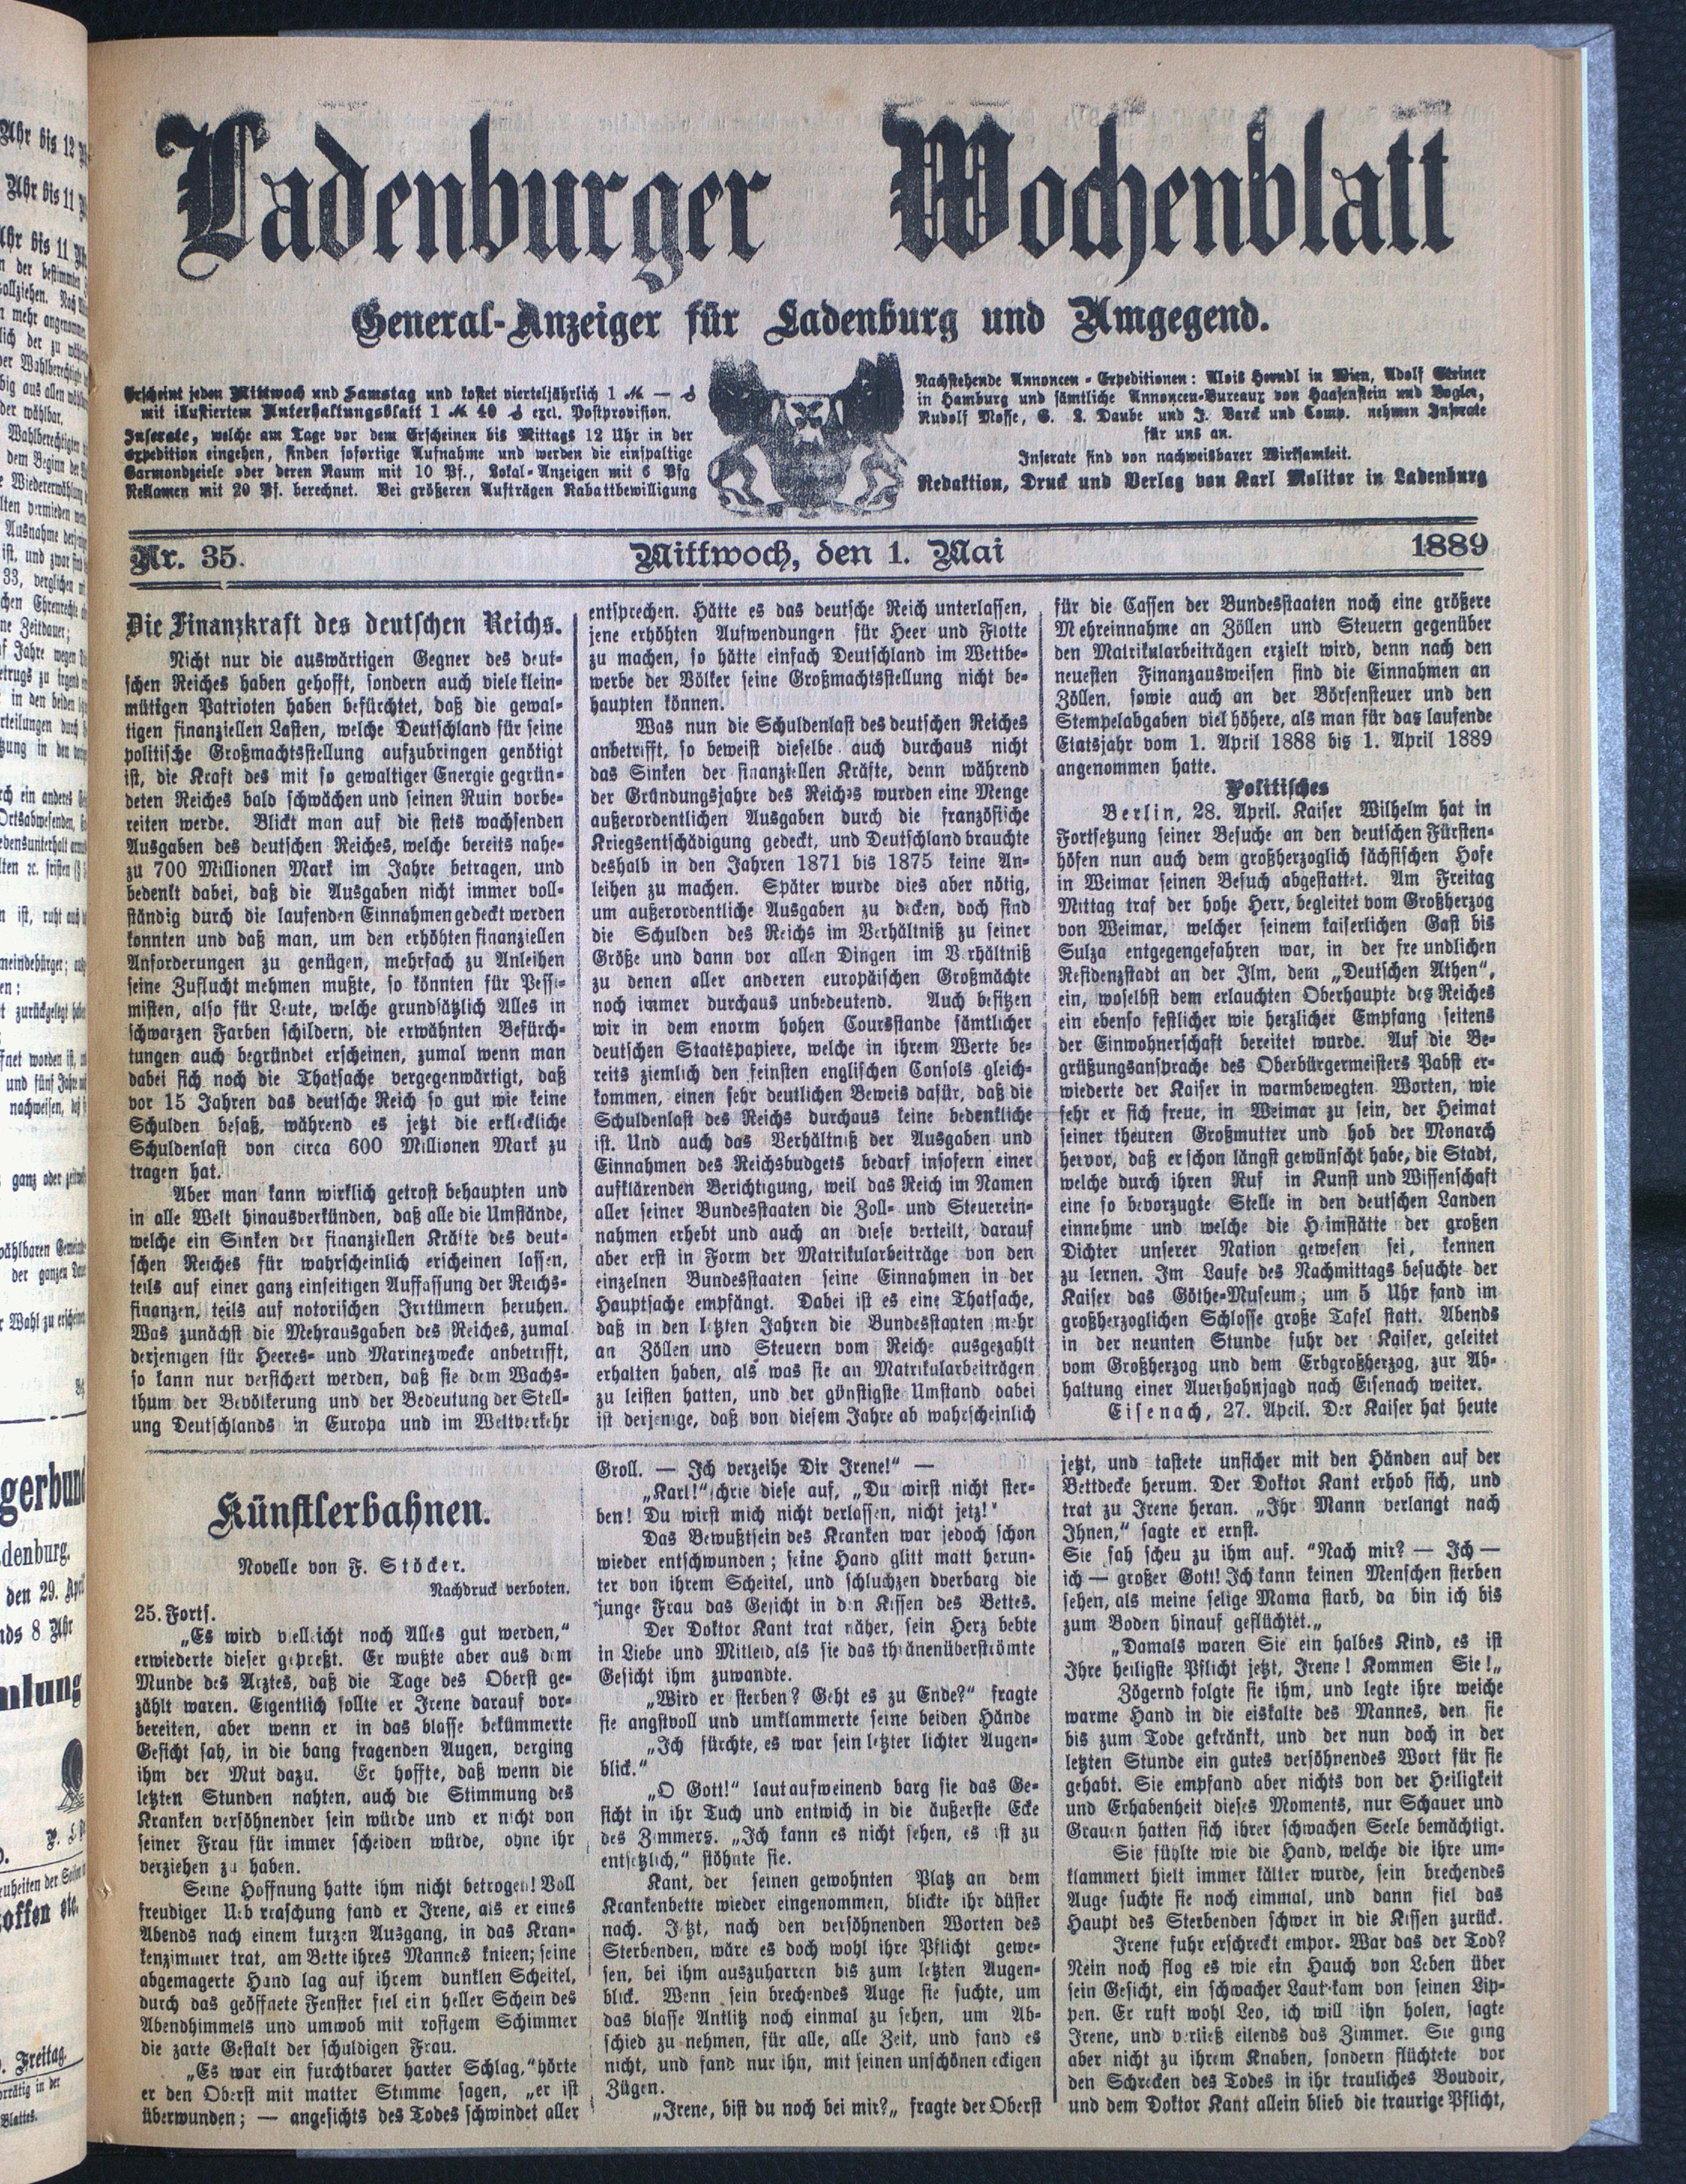 Ladenburger Wochenblatt
General-Anzeiger für Ladenburg und Umgegend.
Erscheint jeden Mittwoch und Samstag und kostet vierteljährlich 1 ℳ — ₰
mit illustriertem Unterhaltungsblatt 1 ℳ 40 ₰ excl. Postprovision.
Inserate, welche am Tage vor dem Erscheinen bis Mittags 12 Uhr in der
Expedition eingehen, finden sofortige Aufnahme und werden die einspaltige
Garmondzeile oder deren Raum mit 10 Pf., Lokal-Anzeigen mit 6 Pfg
Reklamen mit 20 Pf. berechnet. Bei größeren Aufträgen Rabattbewilligung
Nachstehende Annoncen-Expeditionen: Alois Herndl in Wien, Adolf Steiner
in Hamburg und sämtliche Annoncen-Bureaux von Haasenstein und Vogler,
Rudolf Mosse, G. L. Daube und J. Barck und Comp. nehmen Inserate
für uns an.
Inserate sind von nachweisbarer Wirksamkeit.
Redaktion, Druck und Verlag von Karl Molitor in Ladenburg
Nr. 35. Mittwoch, den 1. Mai 1889
Die Finanzkraft des deutschen Reichs.
Nicht nur die auswärtigen Gegner des deut-
schen Reiches haben gehofft, sondern auch viele klein-
mütigen Patrioten haben befürchtet, daß die gewal-
tigen finanziellen Lasten, welche Deutschland für seine
politische Großmachtsstellung aufzubringen genötigt
ist, die Kraft des mit so gewaltiger Energie gegrün-
deten Reiches bald schwächen und seinen Ruin vorbe-
reiten werde. Blickt man auf die stets wachsenden
Ausgaben des deutschen Reiches, welche bereits nahe-
zu 700 Millionen Mark im Jahre betragen, und
bedenkt dabei, daß die Ausgaben nicht immer voll-
ständig durch die laufenden Einnahmen gedeckt werden
konnten und daß man, um den erhöhten finanziellen
Anforderungen zu genügen, mehrfach zu Anleihen
seine Zuflucht mehmen mußte, so könnten für Pessi-
misten, also für Leute, welche grundsätzlich Alles in
schwarzen Farben schildern, die erwähnten Befürch-
tungen auch begründet erscheinen, zumal wenn man
dabei sich noch die Thatsache vergegenwärtigt, daß
vor 15 Jahren das deutsche Reich so gut wie keine
Schulden besaß, während es jetzt die erkleckliche
Schuldenlast von circa 600 Millionen Mark zu
tragen hat.
Aber man kann wirklich getrost behaupten und
in alle Welt hinausverkünden, daß alle die Umstände,
welche ein Sinken der finanziellen Kräfte des deut-
schen Reiches für wahrscheinlich erscheinen lassen,
teils auf einer ganz einseitigen Auffassung der Reichs-
finanzen, teils auf notorischen Irrtümern beruhen.
Was zunächst die Mehrausgaben des Reiches, zumal
derjenigen für Heeres- und Marinezwecke anbetrifft,
so kann nur versichert werden, daß sie dem Wachs-
thum der Bevölkerung und der Bedeutung der Stell-
ung Deutschlands in Europa und im Weltverkehr
entsprechen. Hätte es das deutsche Reich unterlassen,
jene erhöhten Aufwendungen für Heer und Flotte
zu machen, so hätte einfach Deutschland im Wettbe-
werbe der Völker seine Großmachtsstellung nicht be-
haupten können.
Was nun die Schuldenlast des deutschen Reiches
anbetrifft, so beweist dieselbe auch durchaus nicht
das Sinken der finanziellen Kräfte, denn während
der Gründungsjahre des Reiches wurden eine Menge
außerordentlichen Ausgaben durch die französische
Kriegsentschädigung gedeckt, und Deutschland brauchte
deshalb in den Jahren 1871 bis 1875 keine An-
leihen zu machen. Später wurde dies aber nötig,
um außerordentliche Ausgaben zu decken, doch sind
die Schulden des Reichs im Verhältniß zu seiner
Größe und dann vor allen Dingen im Verhältniß
zu denen aller anderen europäischen Großmächte
noch immer durchaus unbedeutend. Auch besitzen
wir in dem enorm hohen Coursstande sämtlicher
deutschen Staatspapiere, welche in ihrem Werte be-
reits ziemlich den feinsten englischen Consols gleich-
kommen, einen sehr deutlichen Beweis dafür, daß die
Schuldenlast des Reichs durchaus keine bedenkliche
ist. Und auch das Verhältniß der Ausgaben und
Einnahmen des Reichsbudgets bedarf insofern einer
aufklärenden Berichtigung, weil das Reich im Namen
aller seiner Bundesstaaten die Zoll- und Steuerein-
nahmen erhebt und auch an diese verteilt, darauf
aber erst in Form der Matrikularbeiträge von den
einzelnen Bundesstaaten seine Einnahmen in der
Hauptsache empfängt. Dabei ist es eine Thatsache,
daß in den letzten Jahren die Bundesstaaten mehr
an Zöllen und Steuern vom Reiche ausgezahlt
erhalten haben, als was sie an Matrikularbeiträgen
zu leisten hatten, und der günstigste Umstand dabei
ist derjenige, daß von diesem Jahre ab wahrscheinlich
für die Cassen der Bundesstaaten noch eine größere
Mehreinnahme an Zöllen und Steuern gegenüber
den Matrikularbeiträgen erzielt wird, denn nach den
neuesten Finanzausweisen sind die Einnahmen an
Zöllen, sowie auch an der Börsensteuer und den
Stempelabgaben viel höhere, als man für das laufende
Etatsjahr vom 1. April 1888 bis 1. April 1889
angenommen hatte.
Politisches
Berlin, 28. April. Kaiser Wilhelm hat in
Fortsetzung seiner Besuche an den deutschen Fürsten-
höfen nun auch dem großherzoglich sächsischen Hofe
in Weimar seinen Besuch abgestattet. Am Freitag
Mittag traf der hohe Herr, begleitet vom Großherzog
von Weimar, welcher seinem kaiserlichen Gast bis
Sulza entgegengefahren war, in der freundlichen
Residenzstadt an der Ilm, dem „Deutschen Athen“,
ein, woselbst dem erlauchten Oberhaupte des Reiches
ein ebenso festlicher wie herzlicher Empfang seitens
der Einwohnerschaft bereitet wurde. Auf die Be-
grüßungsansprache des Oberbürgermeisters Pabst er-
wiederte der Kaiser in warmbewegten Worten, wie
sehr er sich freue, in Weimar zu sein, der Heimat
seiner theuren Großmutter und hob der Monarch
hervor, daß er schon längst gewünscht habe, die Stadt,
welche durch ihren Ruf in Kunst und Wissenschaft
eine so bevorzugte Stelle in den deutschen Landen
einnehme und welche die Heimstätte der großen
Dichter unserer Nation gewesen sei, kennen
zu lernen. Im Laufe des Nachmittags besuchte der
Kaiser das Göthe-Museum; um 5 Uhr fand im
großherzoglichen Schlosse große Tafel statt. Abends
in der neunten Stunde fuhr der Kaiser, geleitet
vom Großherzog und dem Erbgroßherzog, zur Ab-
haltung einer Auerhahnjagd nach Eisenach weiter.
Eisenach, 27. April. Der Kaiser hat heute
Künstlerbahnen.
Novelle von F. Stöcker.
Nachdruck verboten.
25. Forts.
„Es wird vielleicht noch Alles gut werden,“
erwiederte dieser gepreßt. Er wußte aber aus dem
Munde des Arztes, daß die Tage des Oberst ge-
zählt waren. Eigentlich sollte er Irene darauf vor-
bereiten, aber wenn er in das blasse bekümmerte
Gesicht sah, in die bang fragenden Augen, verging
ihm der Mut dazu. Er hoffte, daß wenn die
letzten Stunden nahten, auch die Stimmung des
Kranken versöhnender sein würde und er nicht von
seiner Frau für immer scheiden würde, ohne ihr
verziehen zu haben.
Seine Hoffnung hatte ihm nicht betrogen! Voll
freudiger Ueberraschung fand er Irene, als er eines
Abends nach einem kurzen Ausgang, in das Kran-
kenzimmer trat, am Bette ihres Mannes knieen; seine
abgemagerte Hand lag auf ihrem dunklen Scheitel,
durch das geöffnete Fenster fiel ein heller Schein des
Abendhimmels und umwob mit rosigem Schimmer
die zarte Gestalt der schuldigen Frau.
„Es war ein furchtbarer harter Schlag,“ hörte
er den Oberst mit matter Stimme sagen, „er ist
überwunden; — angesichts des Todes schwindet aller
Groll. — Ich verzeihe Dir Irene!“ —
„Karl!“ schrie diese auf, „Du wirst nicht ster-
ben! Du wirst mich nicht verlassen, nicht jetz!“
Das Bewußtsein des Kranken war jedoch schon
wieder entschwunden; seine Hand glitt matt herun-
ter von ihrem Scheitel, und schluchzen dverbarg die
junge Frau das Gesicht in den Kissen des Bettes.
Der Doktor Kant trat näher, sein Herz bebte
in Liebe und Mitleid, als sie das thränenüberströmte
Gesicht ihm zuwandte.
„Wird er sterben? Geht es zu Ende?“ fragte
sie angstvoll und umklammerte seine beiden Hände
„Ich fürchte, es war sein letzter lichter Augen-
blick.“
„O Gott!“ laut aufweinend barg sie das Ge-
sicht in ihr Tuch und entwich in die äußerste Ecke
des Zimmers. „Ich kann es nicht sehen, es ist zu
entsetzlich,“ stöhnte sie.
Kant, der seinen gewohnten Platz an dem
Krankenbette wieder eingenommen, blickte ihr düster
nach. Jetzt, nach den versöhnenden Worten des
Sterbenden, wäre es doch wohl ihre Pflicht gewe-
sen, bei ihm auszuharren bis zum letzten Augen-
blick. Wenn sein brechendes Auge sie suchte, um
das blasse Antlitz noch einmal zu sehen, um Ab-
schied zu nehmen, für alle, alle Zeit, und fand es
nicht, und fand nur ihn, mit seinen unschönen eckigen
Zügen.
„Irene, bist du noch bei mir?„ fragte der Oberst
jetzt, und tastete unsicher mit den Händen auf der
Bettdecke herum. Der Doktor Kant erhob sich, und
trat zu Irene heran. „Ihr Mann verlangt nach
Ihnen,“ sagte er ernst.
Sie sah scheu zu ihm auf. “Nach mir? — Ich —
ich — großer Gott! Ich kann keinen Menschen sterben
sehen, als meine selige Mama starb, da bin ich bis
zum Boden hinauf geflüchtet.„
„Damals waren Sie ein halbes Kind, es ist
Ihre heiligste Pflicht jetzt, Irene! Kommen Sie!„
Zögernd folgte sie ihm, und legte ihre weiche
warme Hand in die eiskalte des Mannes, den sie
bis zum Tode gekränkt, und der nun doch in der
letzten Stunde ein gutes versöhnendes Wort für sie
gehabt. Sie empfand aber nichts von der Heiligkeit
und Erhabenheit dieses Moments, nur Schauer und
Grauen hatten sich ihrer schwachen Seele bemächtigt.
Sie fühlte wie die Hand, welche die ihre um-
klammert hielt immer kälter wurde, sein brechendes
Auge suchte sie noch eimmal, und dann fiel das
Haupt des Sterbenden schwer in die Kissen zurück.
Irene fuhr erschreckt empor. War das der Tod?
Nein noch flog es wie ein Hauch von Leben über
sein Gesicht, ein schwacher Laut kam von seinen Lip-
pen. Er ruft wohl Leo, ich will ihn holen, sagte
Irene, und verließ eilends das Zimmer. Sie ging
aber nicht zu ihrem Knaben, sondern flüchtete vor
den Schrecken des Todes in ihr trauliches Boudoir,
und dem Doktor Kant allein blieb die traurige Pflicht,